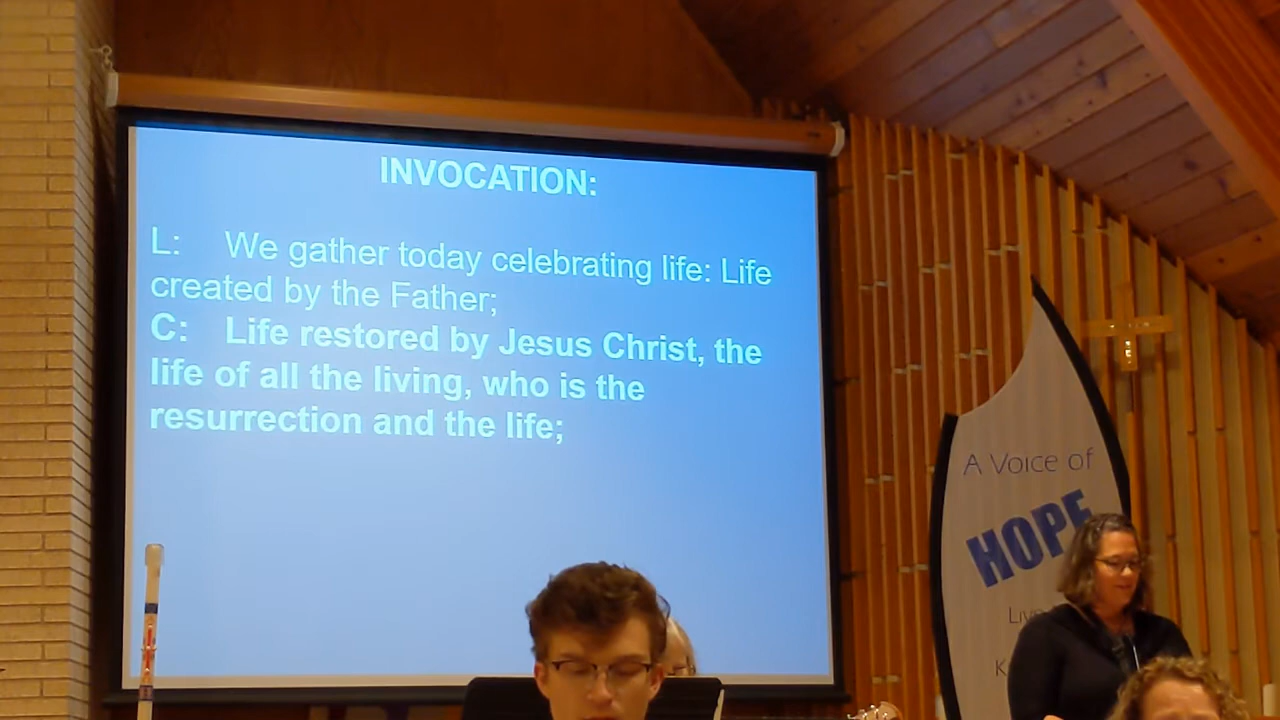 INVOCATION:
L: We gather today celebrating life: Life
created by the Father;
C: Life restored by Jesus Christ, the
life of all the living, who is the
resurrection and the life;
A Voice of
HOPE